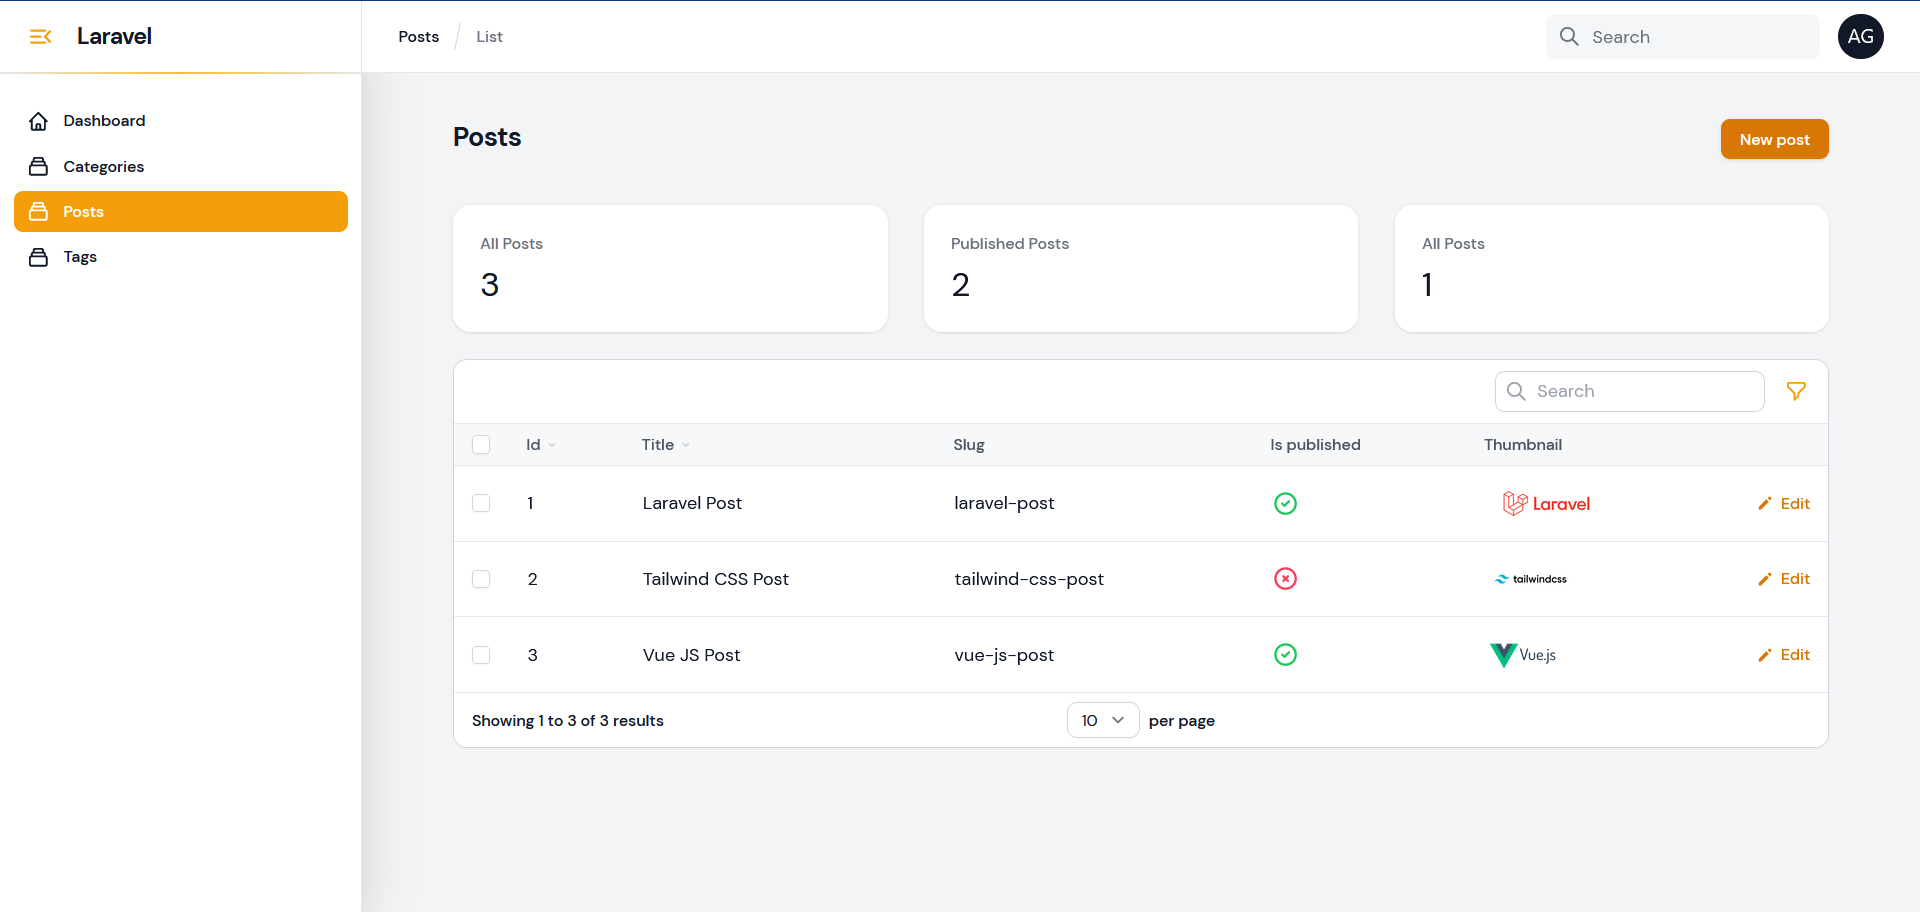 Laravel
Posts / List
Search
AG
Dashboard
Categories
Posts
Tags
Posts
New post
All Posts
3
Published Posts
2
All Posts
1
Search
Id Title Slug Is published Thumbnail
1 Laravel Post laravel-post Laravel Edit
2 Tailwind CSS Post tailwind-css-post tailwindcss Edit
3 Vue JS Post vue-js-post Vue.js Edit
Showing 1 to 3 of 3 results 10 per page